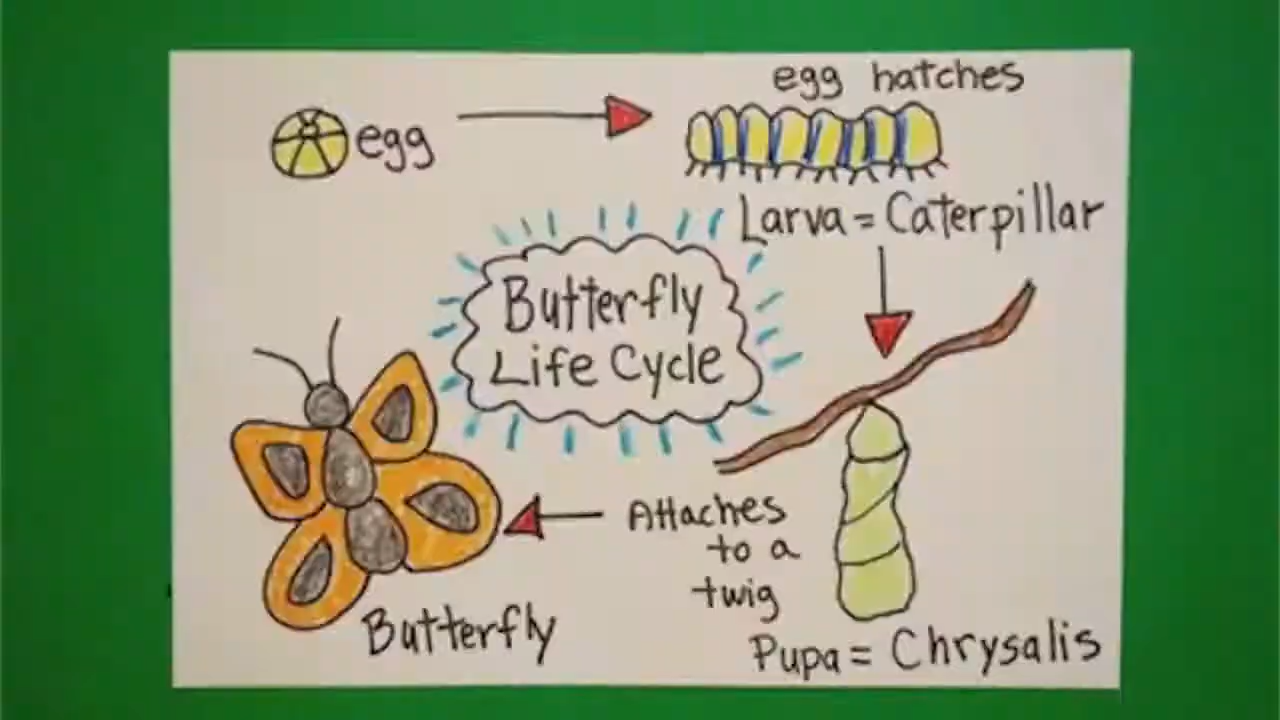 egg
egg hatches
Larva = Caterpillar
Butterfly
Life Cycle
Attaches
to a
twig
Pupa = Chrysalis
Butterfly